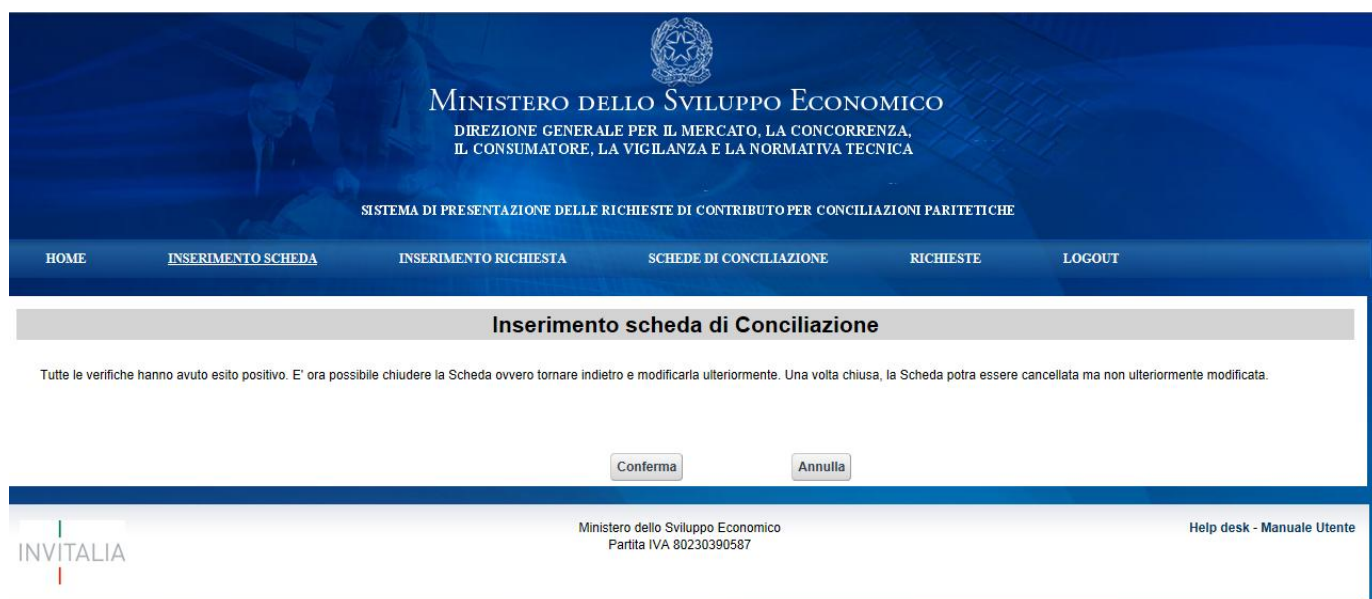 MINISTERO DELLO SVILUPPO ECONOMICO
DIREZIONE GENERALE PER IL MERCATO, LA CONCORRENZA,
IL CONSUMATORE, LA VIGILANZA E LA NORMATIVA TECNICA
SISTEMA DI PRESENTAZIONE DELLE RICHIESTE DI CONTRIBUTO PER CONCILIAZIONI PARITETICHE
HOME INSERIMENTO SCHEDA INSERIMENTO RICHIESTA SCHEDE DI CONCILIAZIONE RICHIESTE LOGOUT
Inserimento scheda di Conciliazione
Tutte le verifiche hanno avuto esito positivo. E' ora possibile chiudere la Scheda ovvero tornare indietro e modificarla ulteriormente. Una volta chiusa, la Scheda potra essere cancellata ma non ulteriormente modificata.
Conferma Annulla
Ministero dello Sviluppo Economico
Partita IVA 80230390587
Help desk - Manuale Utente
INVITALIA